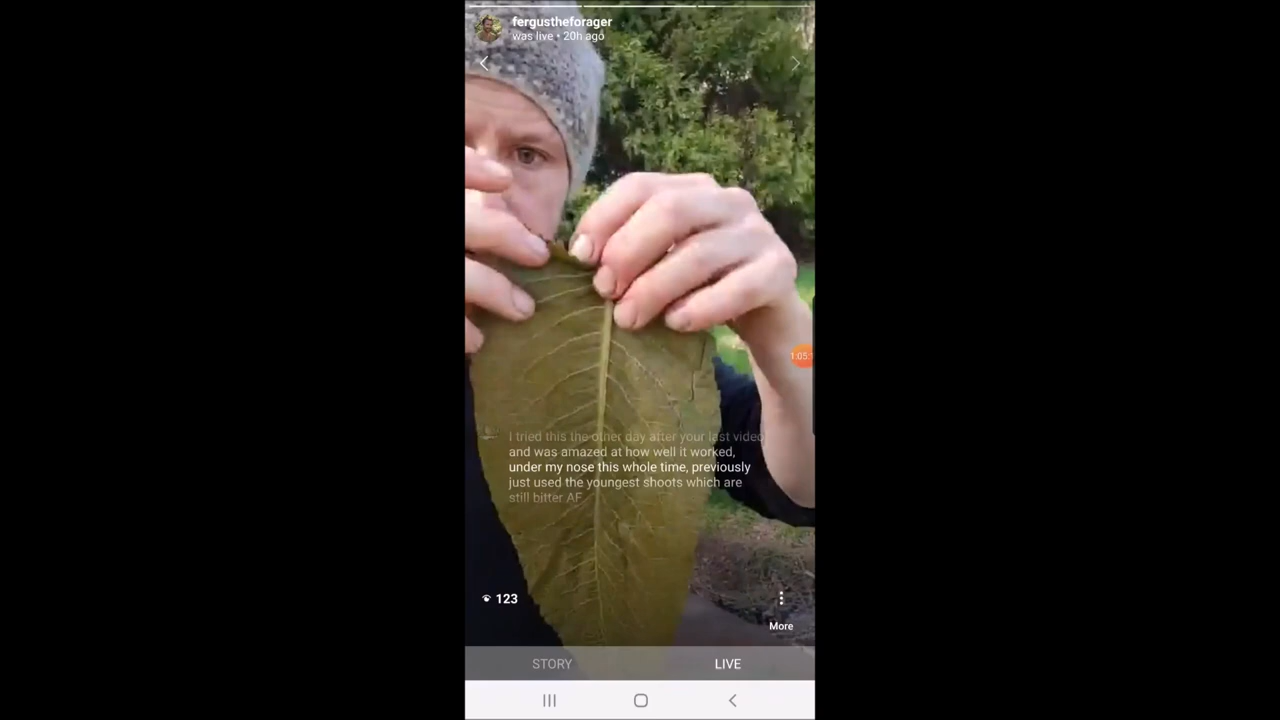 fergustheforager
was live • 20h ago
1:05:
I tried this the other day after your last video
and was amazed at how well it worked,
under my nose this whole time, previously
just used the youngest shoots which are
still bitter AF
123
More
STORY
LIVE